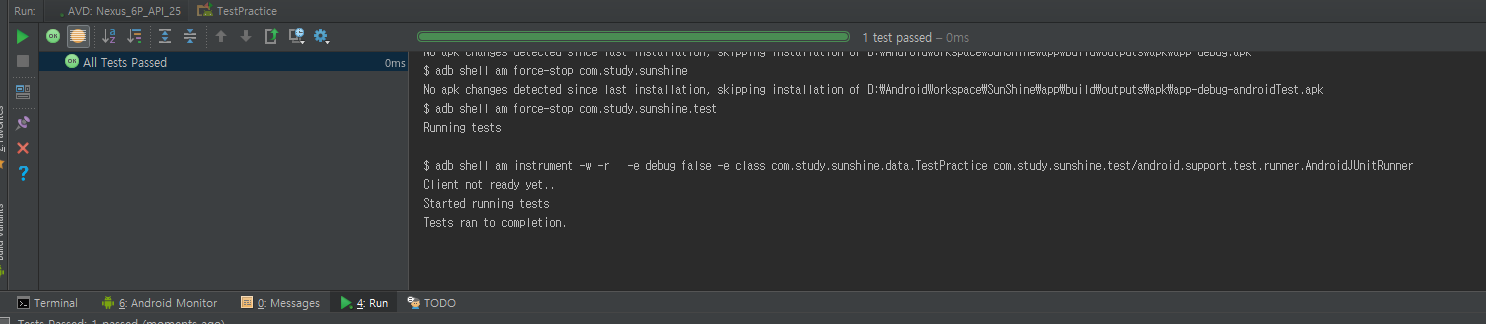 Run: AVD: Nexus_6P_API_25 TestPractice
1 test passed – 0ms
All Tests Passed 0ms
No apk changes detected since last installation, skipping installation of D:₩AndroidWorkspace₩SunShine₩app₩build₩outputs₩apk₩app-debug.apk
$ adb shell am force-stop com.study.sunshine
No apk changes detected since last installation, skipping installation of D:₩AndroidWorkspace₩SunShine₩app₩build₩outputs₩apk₩app-debug-androidTest.apk
$ adb shell am force-stop com.study.sunshine.test
Running tests
$ adb shell am instrument -w -r   -e debug false -e class com.study.sunshine.data.TestPractice com.study.sunshine.test/android.support.test.runner.AndroidJUnitRunner
Client not ready yet..
Started running tests
Tests ran to completion.
2: Favorites
Build Variants
Terminal 6: Android Monitor 0: Messages 4: Run TODO
Tests Passed: 1 passed (moments ago)